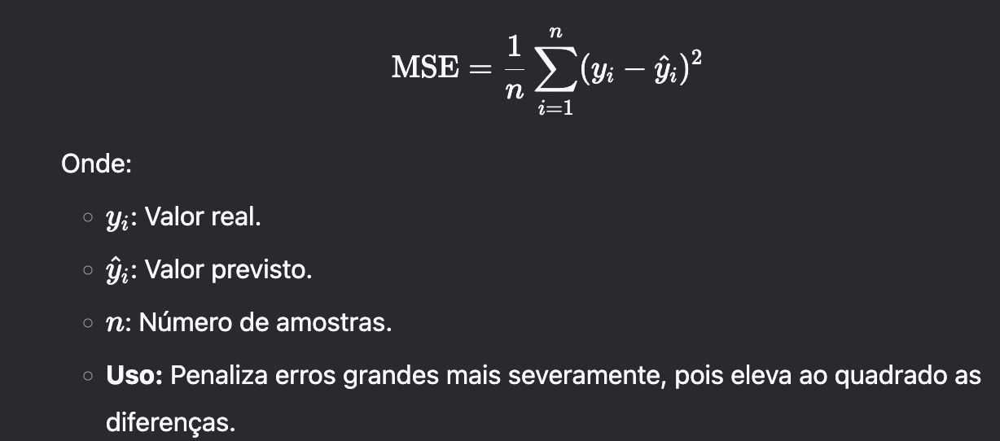 MSE = \frac{1}{n} \sum_{i=1}^{n} (y_i - \hat{y}_i)^2
Onde:
○ y_i: Valor real.
○ \hat{y}_i: Valor previsto.
○ n: Número de amostras.
○ Uso: Penaliza erros grandes mais severamente, pois eleva ao quadrado as
diferenças.